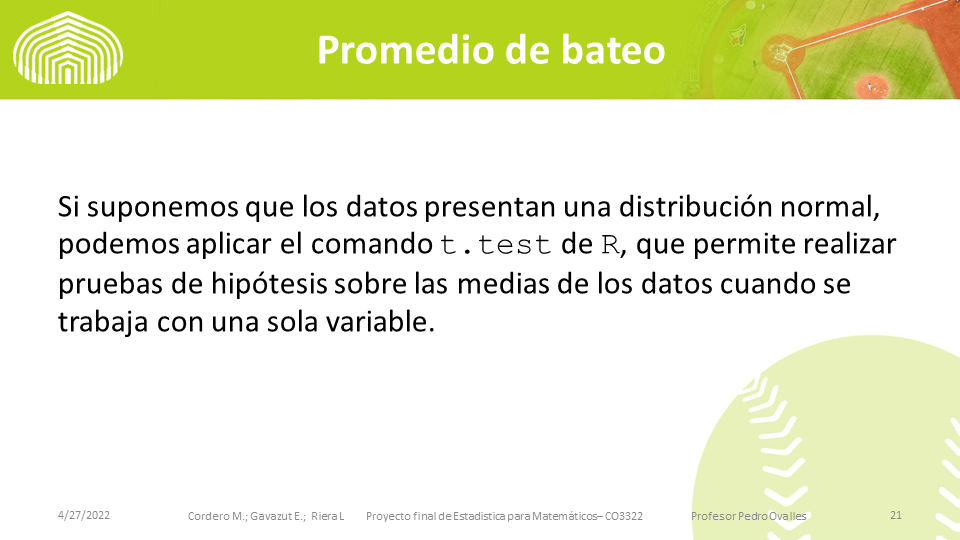 Promedio de bateo
Si suponemos que los datos presentan una distribución normal,
podemos aplicar el comando t.test de R, que permite realizar
pruebas de hipótesis sobre las medias de los datos cuando se
trabaja con una sola variable.
4/27/2022 Cordero M.; Gavazut E.; Riera L Proyecto final de Estadistica para Matemáticos– CO3322 Profesor Pedro Ovalles 21